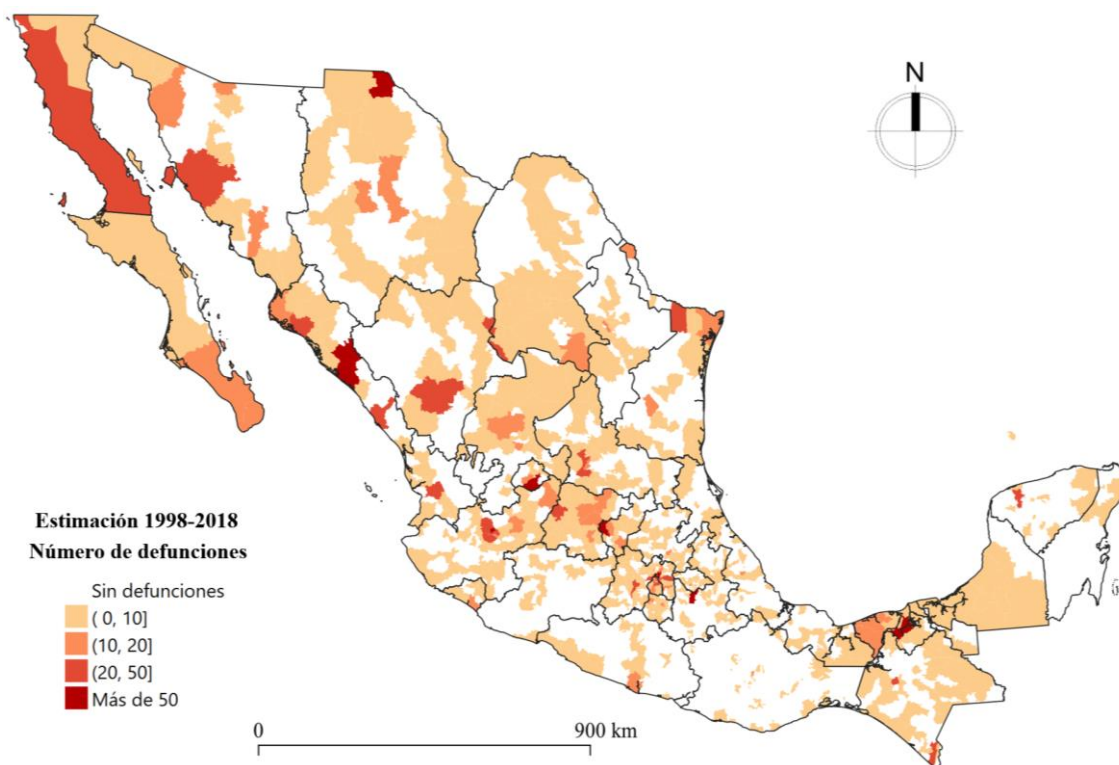 N
Estimación 1998-2018
Número de defunciones
Sin defunciones
( 0, 10]
(10, 20]
(20, 50]
Más de 50
0 900 km